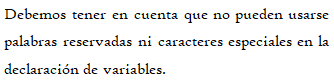 Debemos tener en cuenta que no pueden usarse
palabras reservadas ni caracteres especiales en la
declaración de variables.